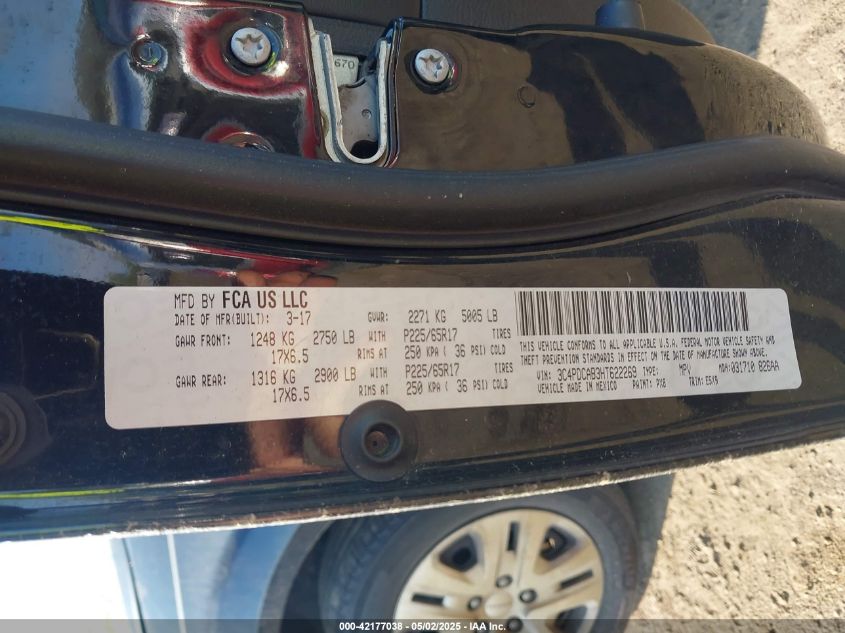 670
MFD BY FCA US LLC
DATE OF MFR(BUILT): 3-17 GVWR: 2271 KG 5005 LB
GAWR FRONT: 1248 KG 2750 LB WITH P225/65R17 TIRES
17X6.5 RIMS AT 250 KPA ( 36 PSI) COLD
GAWR REAR: 1316 KG 2900 LB WITH P225/65R17 TIRES
17X6.5 RIMS AT 250 KPA ( 36 PSI) COLD
THIS VEHICLE CONFORMS TO ALL APPLICABLE U.S.A. FEDERAL MOTOR VEHICLE SAFETY AND
THEFT PREVENTION STANDARDS IN EFFECT ON THE DATE OF MANUFACTURE SHOWN ABOVE.
VIN: 3C4PDCAB3HT622269 TYPE: MPV MDH: 031710 826AA
VEHICLE MADE IN MEXICO PAINT: PX8 TRIM: E5X9
000-42177038 - 05/02/2025 - IAA Inc.